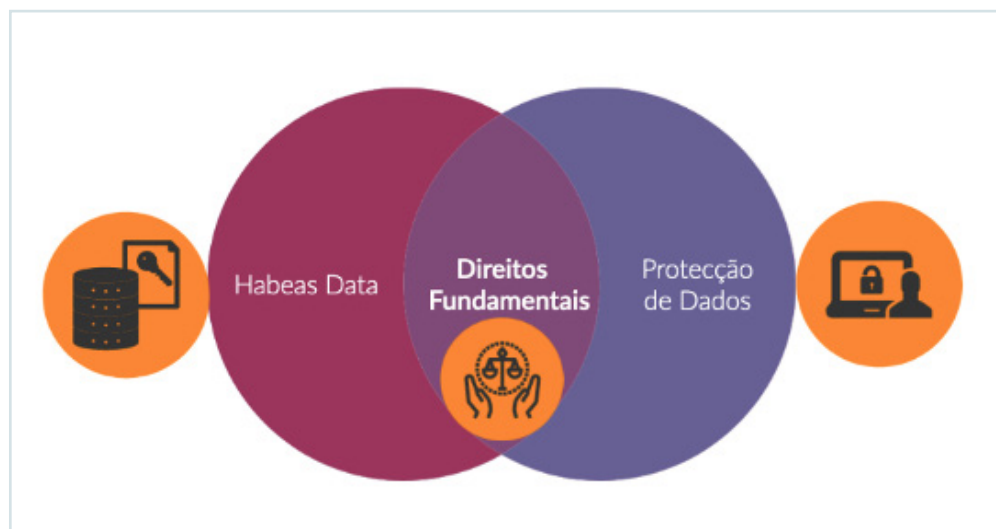 Habeas Data
Direitos
Fundamentais
Protecção
de Dados